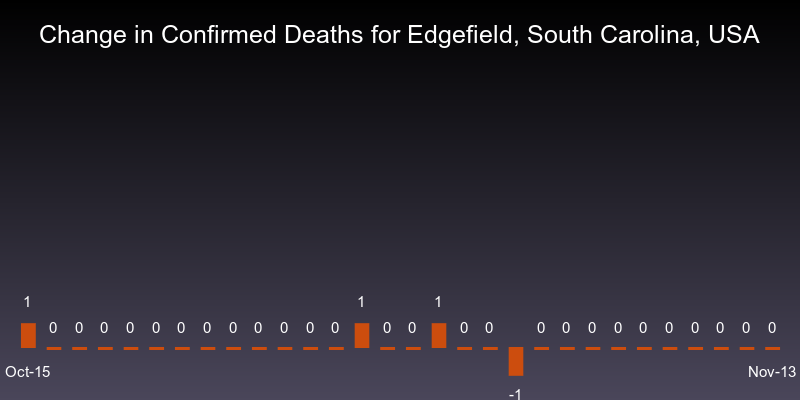 Change in Confirmed Deaths for Edgefield, South Carolina, USA
1 0 0 0 0 0 0 0 0 0 0 0 0 1 0 0 1 0 0 -1 0 0 0 0 0 0 0 0 0 0
Oct-15 Nov-13